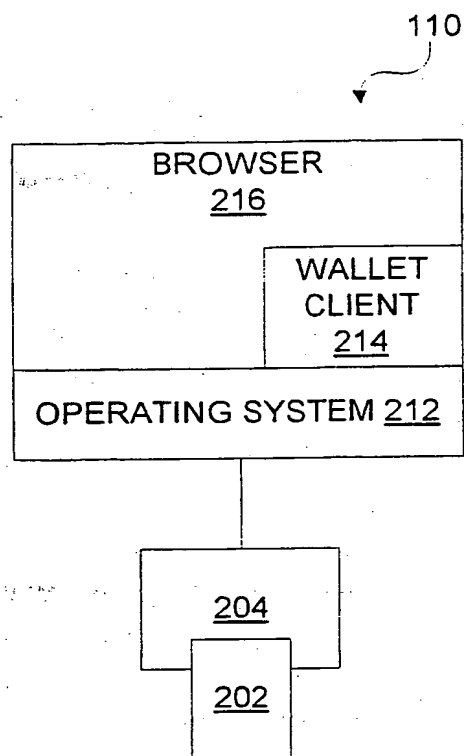 110
BROWSER
216
WALLET
CLIENT
214
OPERATING SYSTEM 212
204
202